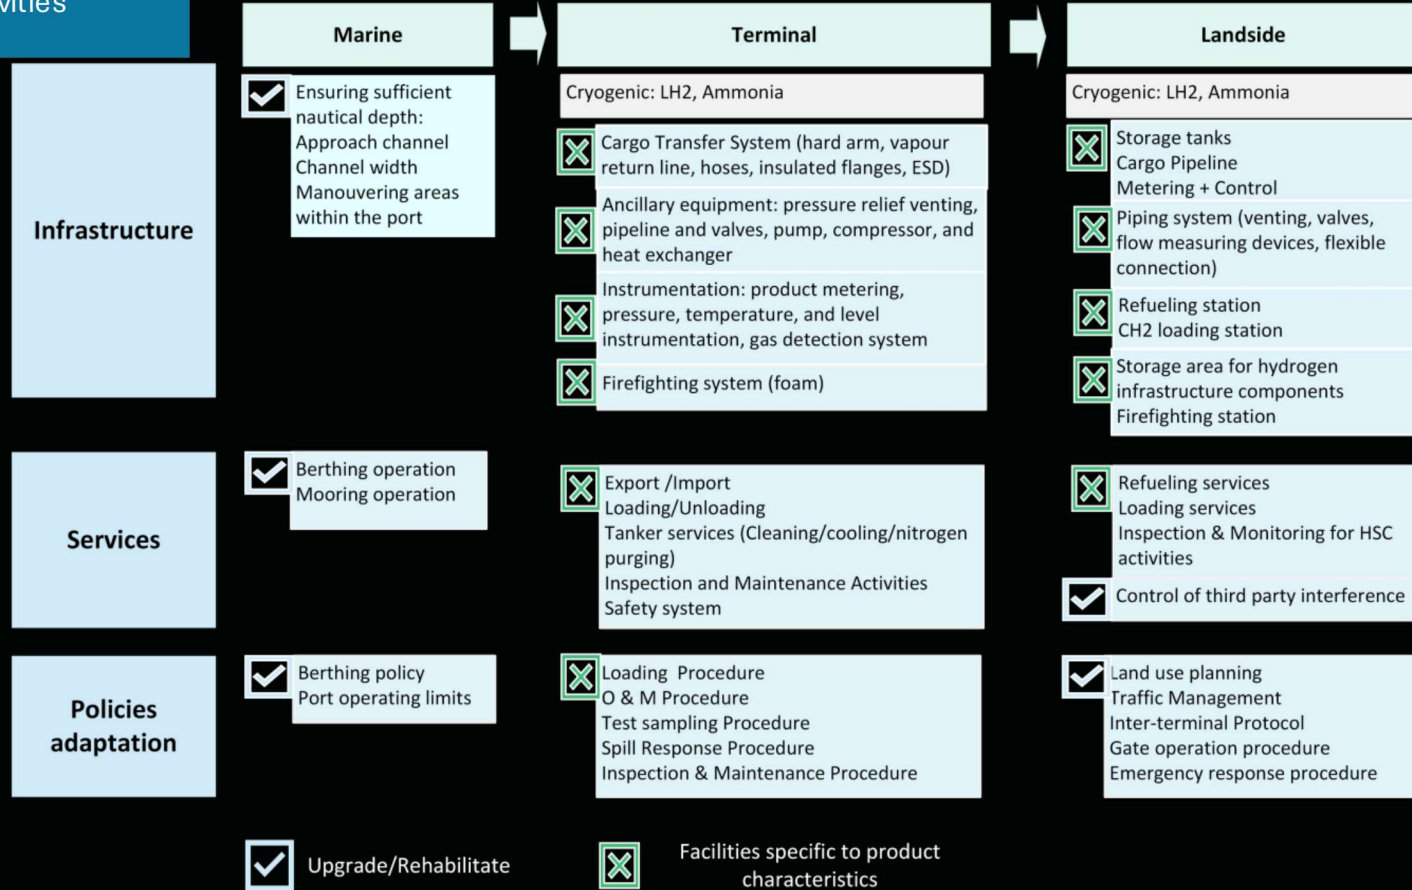 vities
Marine
Terminal
Landside
Infrastructure
Ensuring sufficient
nautical depth:
Approach channel
Channel width
Manouvering areas
within the port
Cryogenic: LH2, Ammonia
Cargo Transfer System (hard arm, vapour
return line, hoses, insulated flanges, ESD)
Ancillary equipment: pressure relief venting,
pipeline and valves, pump, compressor, and
heat exchanger
Instrumentation: product metering,
pressure, temperature, and level
instrumentation, gas detection system
Firefighting system (foam)
Cryogenic: LH2, Ammonia
Storage tanks
Cargo Pipeline
Metering + Control
Piping system (venting, valves,
flow measuring devices, flexible
connection)
Refueling station
CH2 loading station
Storage area for hydrogen
infrastructure components
Firefighting station
Services
Berthing operation
Mooring operation
Export /Import
Loading/Unloading
Tanker services (Cleaning/cooling/nitrogen
purging)
Inspection and Maintenance Activities
Safety system
Refueling services
Loading services
Inspection & Monitoring for HSC
activities
Control of third party interference
Policies
adaptation
Berthing policy
Port operating limits
Loading Procedure
O & M Procedure
Test sampling Procedure
Spill Response Procedure
Inspection & Maintenance Procedure
Land use planning
Traffic Management
Inter-terminal Protocol
Gate operation procedure
Emergency response procedure
Upgrade/Rehabilitate
Facilities specific to product
characteristics